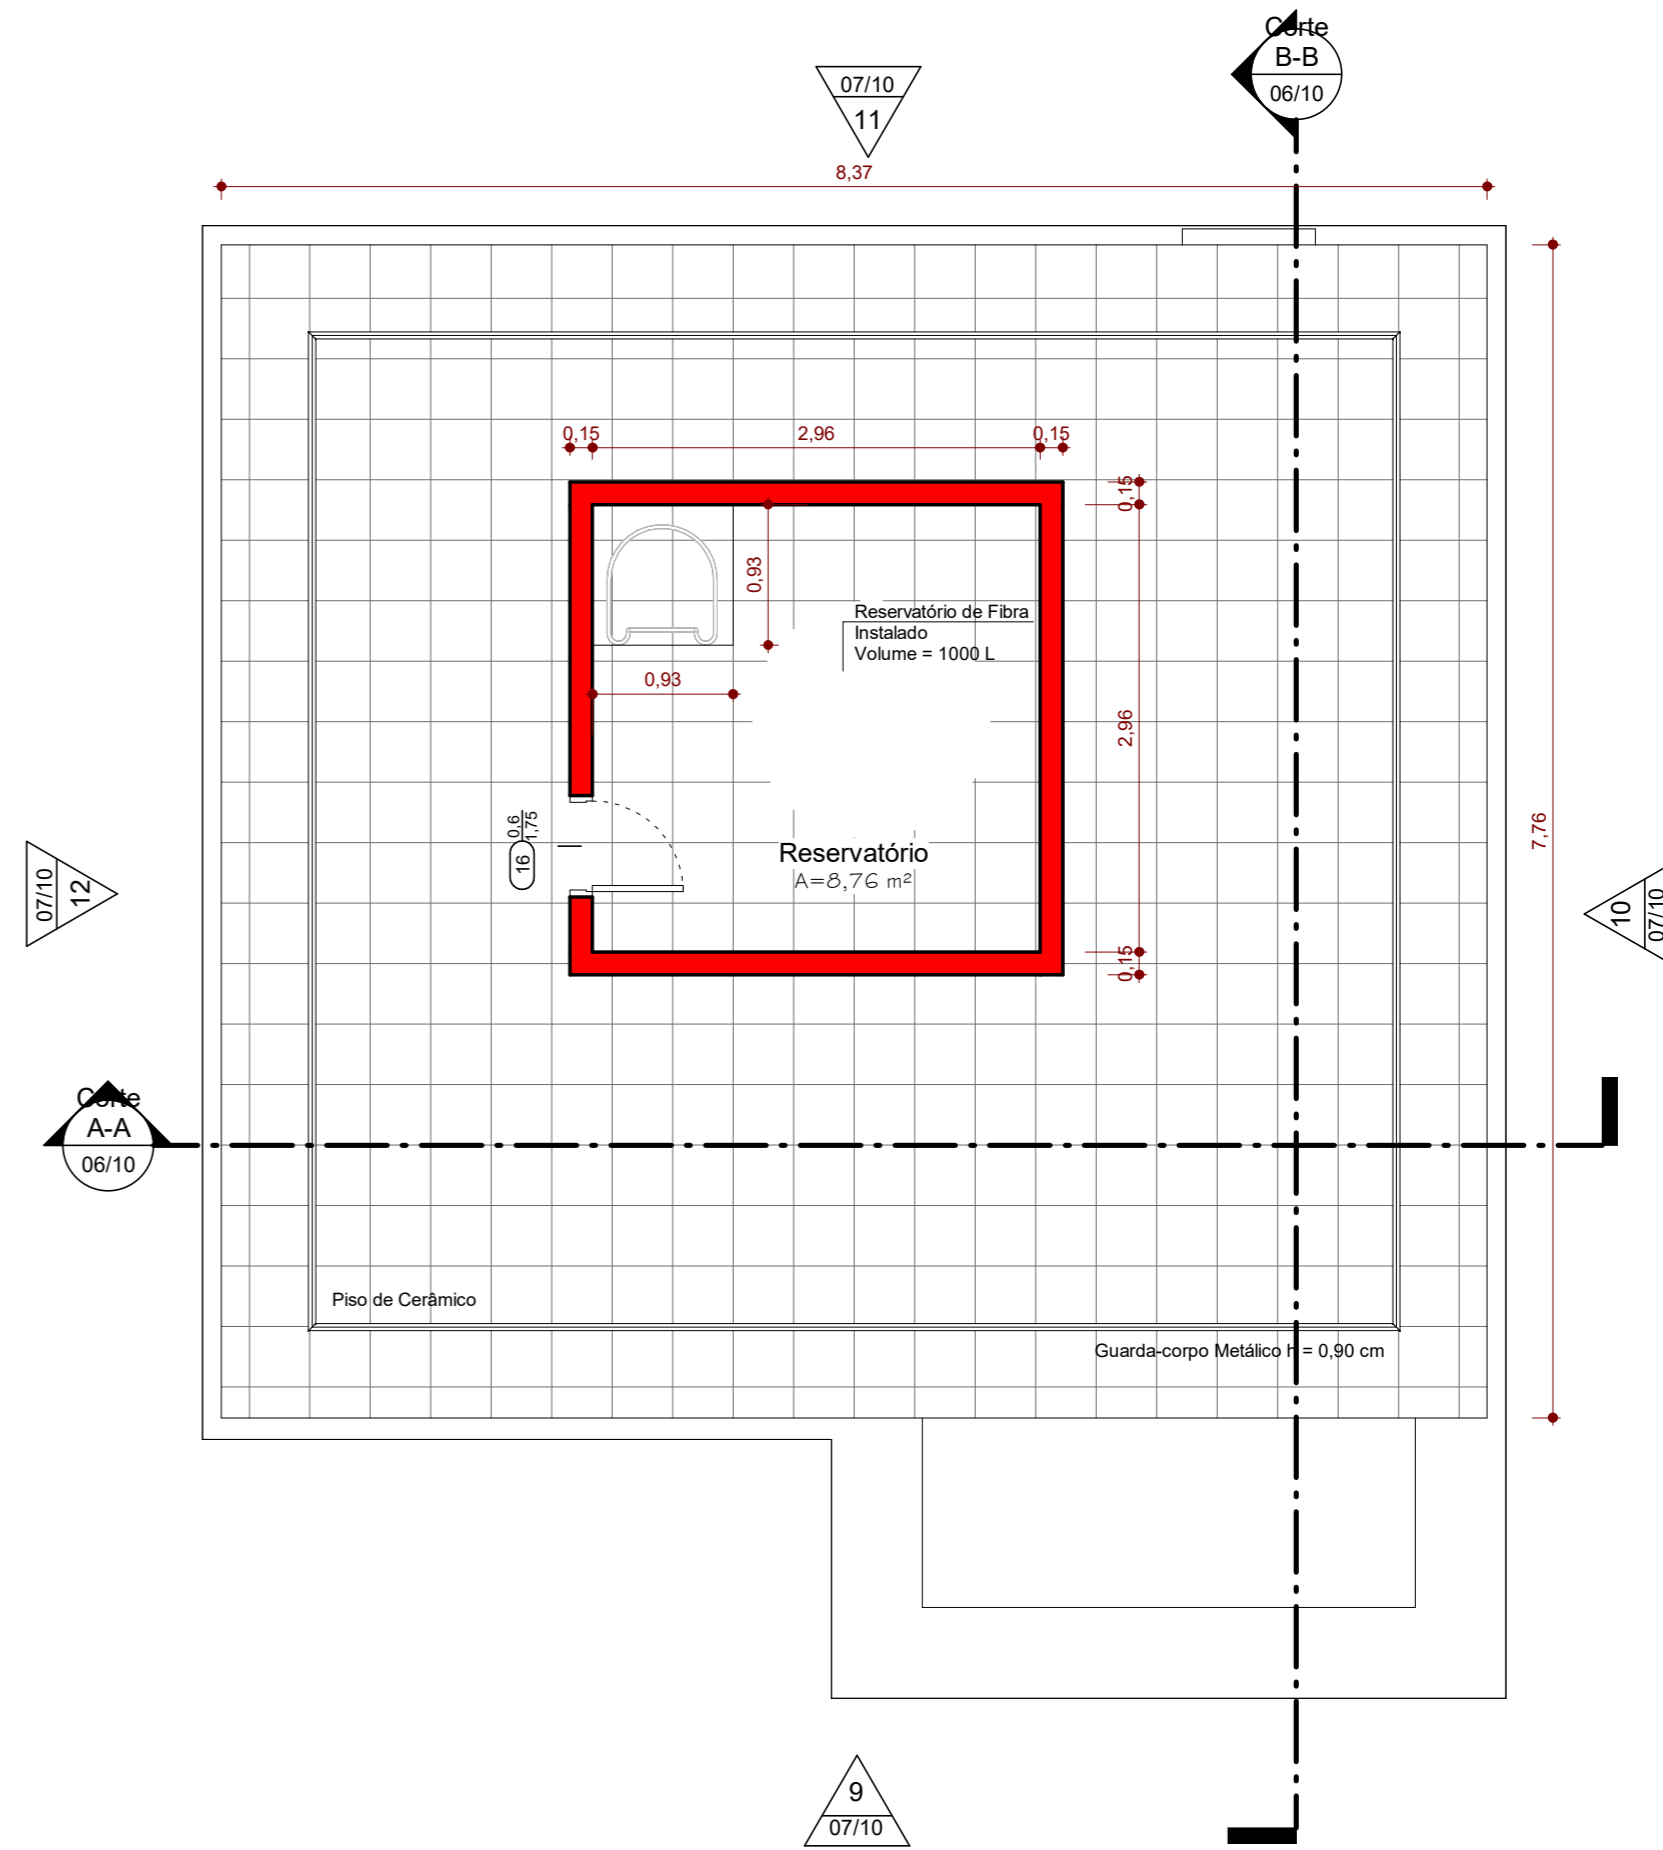 Corte
B-B
06/10
07/10
11
8,37
0,15
2,96
0,15
0,15
0,93
Reservatório de Fibra
Instalado
Volume = 1000 L
0,93
2,96
0,6
1,75
16
7,76
Reservatório
A=8,76 m²
07/10
12
10
07/10
0,15
Corte
A-A
06/10
Piso de Cerâmico
Guarda-corpo Metálico h = 0,90 cm
9
07/10